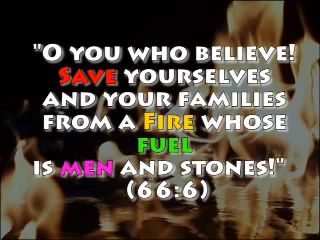 "O you who believe!
Save yourselves
and your families
from a Fire whose
fuel
is men and stones!"
(66:6)